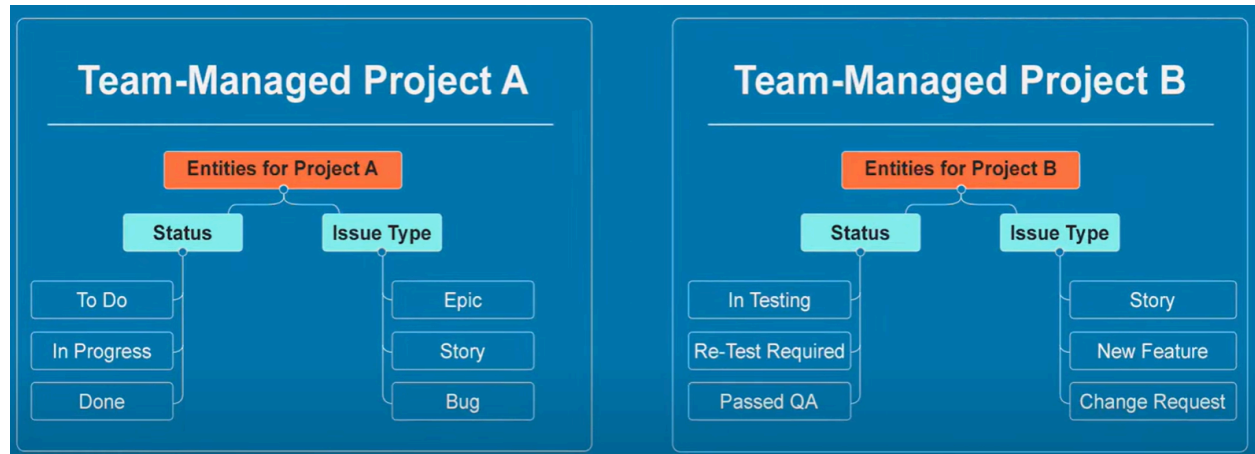 Team-Managed Project A
Entities for Project A
Status
Issue Type
To Do
In Progress
Done
Epic
Story
Bug
Team-Managed Project B
Entities for Project B
Status
Issue Type
In Testing
Re-Test Required
Passed QA
Story
New Feature
Change Request